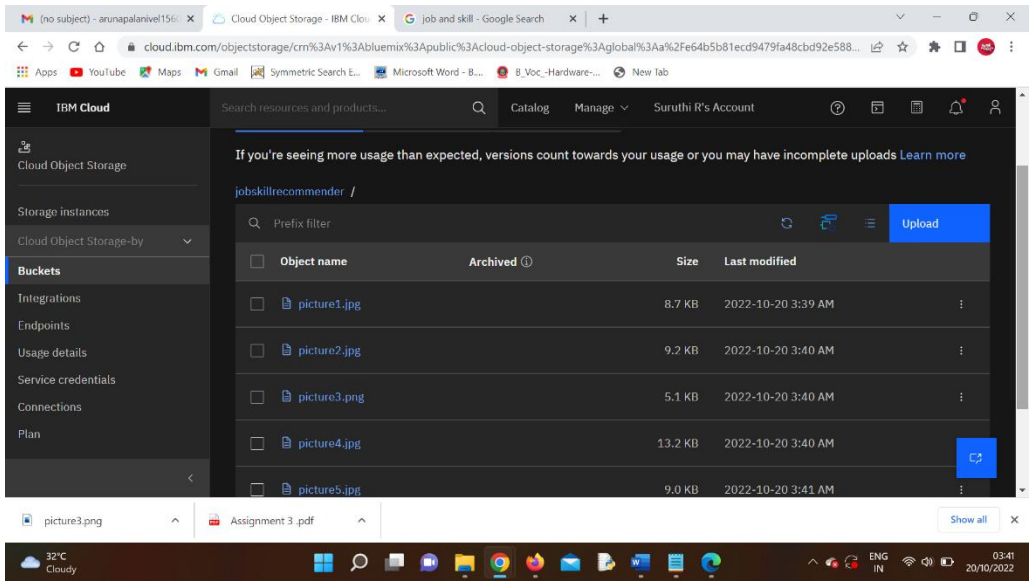 (no subject) - arunapalanivel156
Cloud Object Storage - IBM Clou
job and skill - Google Search
cloud.ibm.com/objectstorage/crn%3Av1%3Abluemix%3Apublic%3Acloud-object-storage%3Aglobal%3Aa%2Fe64b5b81ecd9479fa48cbd92e588...
Apps YouTube Maps Gmail Symmetric Search E... Microsoft Word - B.... 8_Voc_-Hardware-... New Tab
IBM Cloud Search resources and products... Catalog Manage Suruthi R's Account
Cloud Object Storage
Storage instances
Cloud Object Storage-by
Buckets
Integrations
Endpoints
Usage details
Service credentials
Connections
Plan
If you're seeing more usage than expected, versions count towards your usage or you may have incomplete uploads Learn more
jobskillrecommender /
Prefix filter Upload
Object name Archived Size Last modified
picture1.jpg 8.7 KB 2022-10-20 3:39 AM
picture2.jpg 9.2 KB 2022-10-20 3:40 AM
picture3.png 5.1 KB 2022-10-20 3:40 AM
picture4.jpg 13.2 KB 2022-10-20 3:40 AM
picture5.jpg 9.0 KB 2022-10-20 3:41 AM
picture3.png Assignment 3 .pdf Show all
32°C
Cloudy
ENG
IN
03:41
20/10/2022